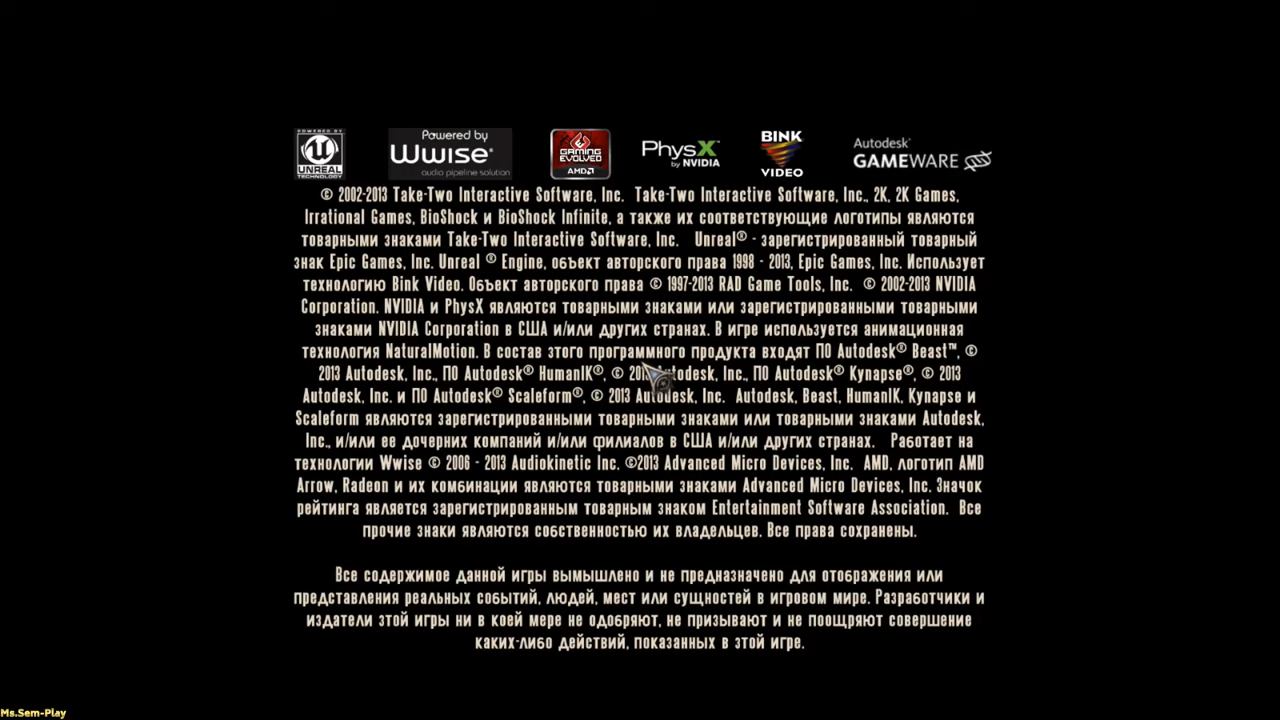 POWERED BY
UNREAL
TECHNOLOGY
Powered by
Wwise®
audio pipeline solution
GAMING
EVOLVED
AMD
PhysX
by NVIDIA
BINK
VIDEO
Autodesk®
GAMEWARE
© 2002-2013 Take-Two Interactive Software, Inc. Take-Two Interactive Software, Inc., 2K, 2K Games,
Irrational Games, BioShock и BioShock Infinite, а также их соответствующие логотипы являются
товарными знаками Take-Two Interactive Software, Inc. Unreal® - зарегистрированный товарный
знак Epic Games, Inc. Unreal ® Engine, объект авторского права 1998 - 2013, Epic Games, Inc. Использует
технологию Bink Video. Объект авторского права © 1997-2013 RAD Game Tools, Inc. © 2002-2013 NVIDIA
Corporation. NVIDIA и PhysX являются товарными знаками или зарегистрированными товарными
знаками NVIDIA Corporation в США и/или других странах. В игре используется анимационная
технология NaturalMotion. В состав этого программного продукта входят ПО Autodesk® Beast™, ©
2013 Autodesk, Inc., ПО Autodesk® HumanIK®, © 2013 Autodesk, Inc., ПО Autodesk® Kynapse®, © 2013
Autodesk, Inc. и ПО Autodesk® Scaleform®, © 2013 Autodesk, Inc. Autodesk, Beast, HumanIK, Kynapse и
Scaleform являются зарегистрированными товарными знаками или товарными знаками Autodesk,
Inc., и/или ее дочерних компаний и/или филиалов в США и/или других странах. Работает на
технологии Wwise © 2006 - 2013 Audiokinetic Inc. ©2013 Advanced Micro Devices, Inc. AMD, логотип AMD
Arrow, Radeon и их комбинации являются товарными знаками Advanced Micro Devices, Inc. Значок
рейтинга является зарегистрированным товарным знаком Entertainment Software Association. Все
прочие знаки являются собственностью их владельцев. Все права сохранены.
Все содержимое данной игры вымышлено и не предназначено для отображения или
представления реальных событий, людей, мест или сущностей в игровом мире. Разработчики и
издатели этой игры ни в коей мере не одобряют, не призывают и не поощряют совершение
каких-либо действий, показанных в этой игре.
Ms.Sem-Play